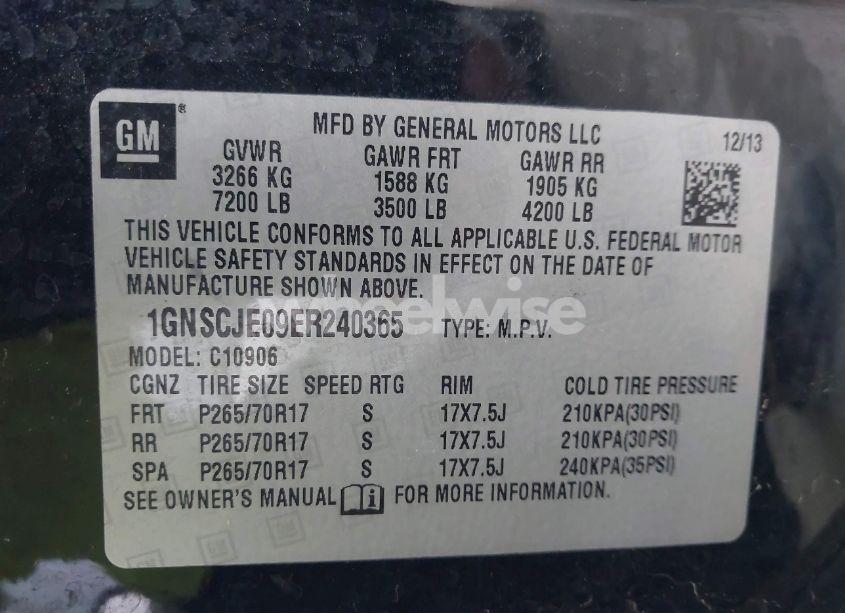 GM ®
MFD BY GENERAL MOTORS LLC
12/13
GVWR GAWR FRT GAWR RR
3266 KG 1588 KG 1905 KG
7200 LB 3500 LB 4200 LB
THIS VEHICLE CONFORMS TO ALL APPLICABLE U.S. FEDERAL MOTOR
VEHICLE SAFETY STANDARDS IN EFFECT ON THE DATE OF
MANUFACTURE SHOWN ABOVE.
wheelwise
1GNSCJE09ER240365 TYPE: M.P.V.
MODEL: C10906
CGNZ TIRE SIZE SPEED RTG RIM COLD TIRE PRESSURE
FRT P265/70R17 S 17X7.5J 210KPA(30PSI)
RR P265/70R17 S 17X7.5J 210KPA(30PSI)
SPA P265/70R17 S 17X7.5J 240KPA(35PSI)
SEE OWNER'S MANUAL i FOR MORE INFORMATION.